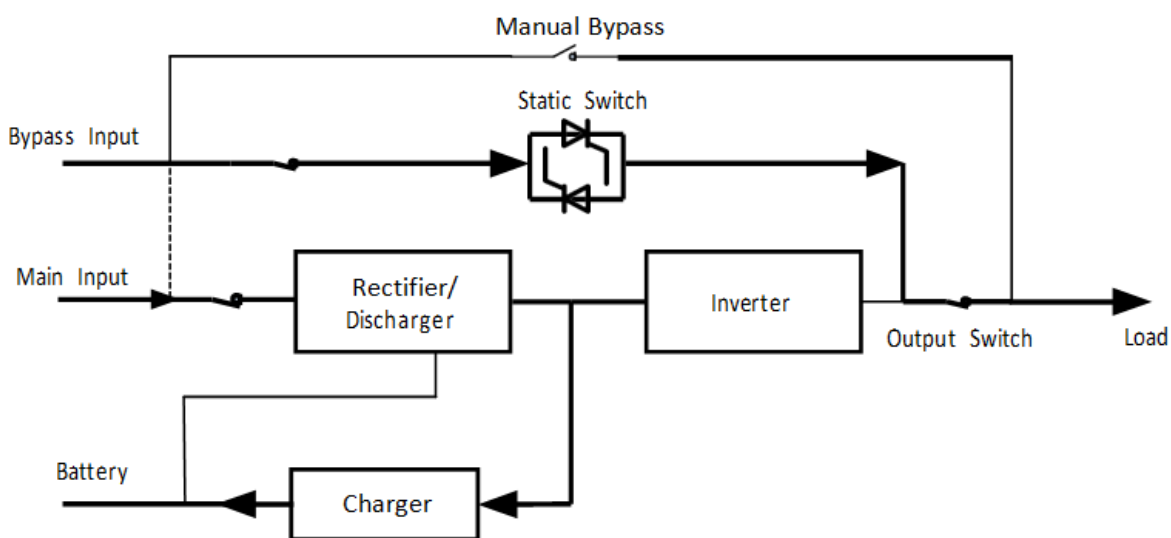 Manual Bypass
Static Switch
Bypass Input
Main Input
Rectifier/
Discharger
Inverter
Output Switch
Load
Battery
Charger